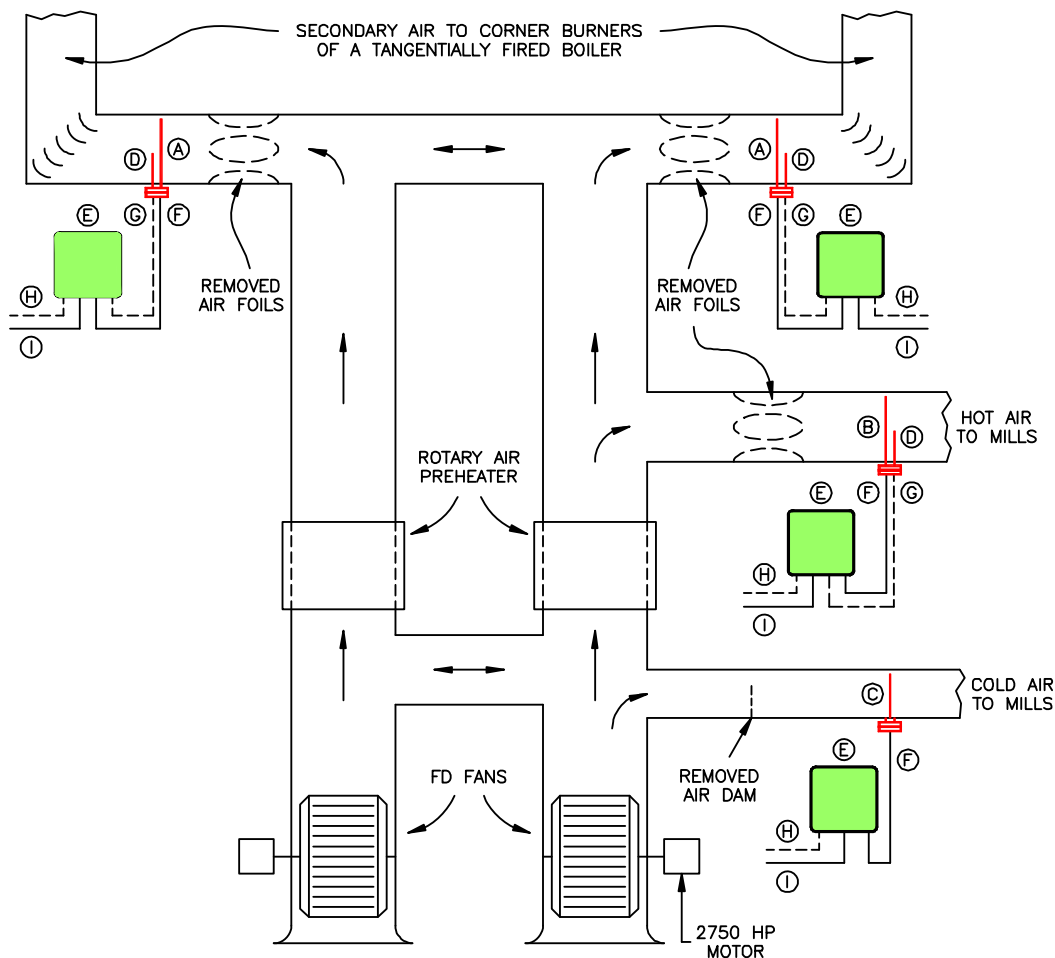 SECONDARY AIR TO CORNER BURNERS
OF A TANGENTIALLY FIRED BOILER
D
A
A
D
E
G
F
F
G
E
H
I
REMOVED
AIR FOILS
REMOVED
AIR FOILS
H
I
B
D
HOT AIR
TO MILLS
ROTARY AIR
PREHEATER
E
F
G
H
I
C
COLD AIR
TO MILLS
E
F
FD FANS
REMOVED
AIR DAM
H
I
2750 HP
MOTOR